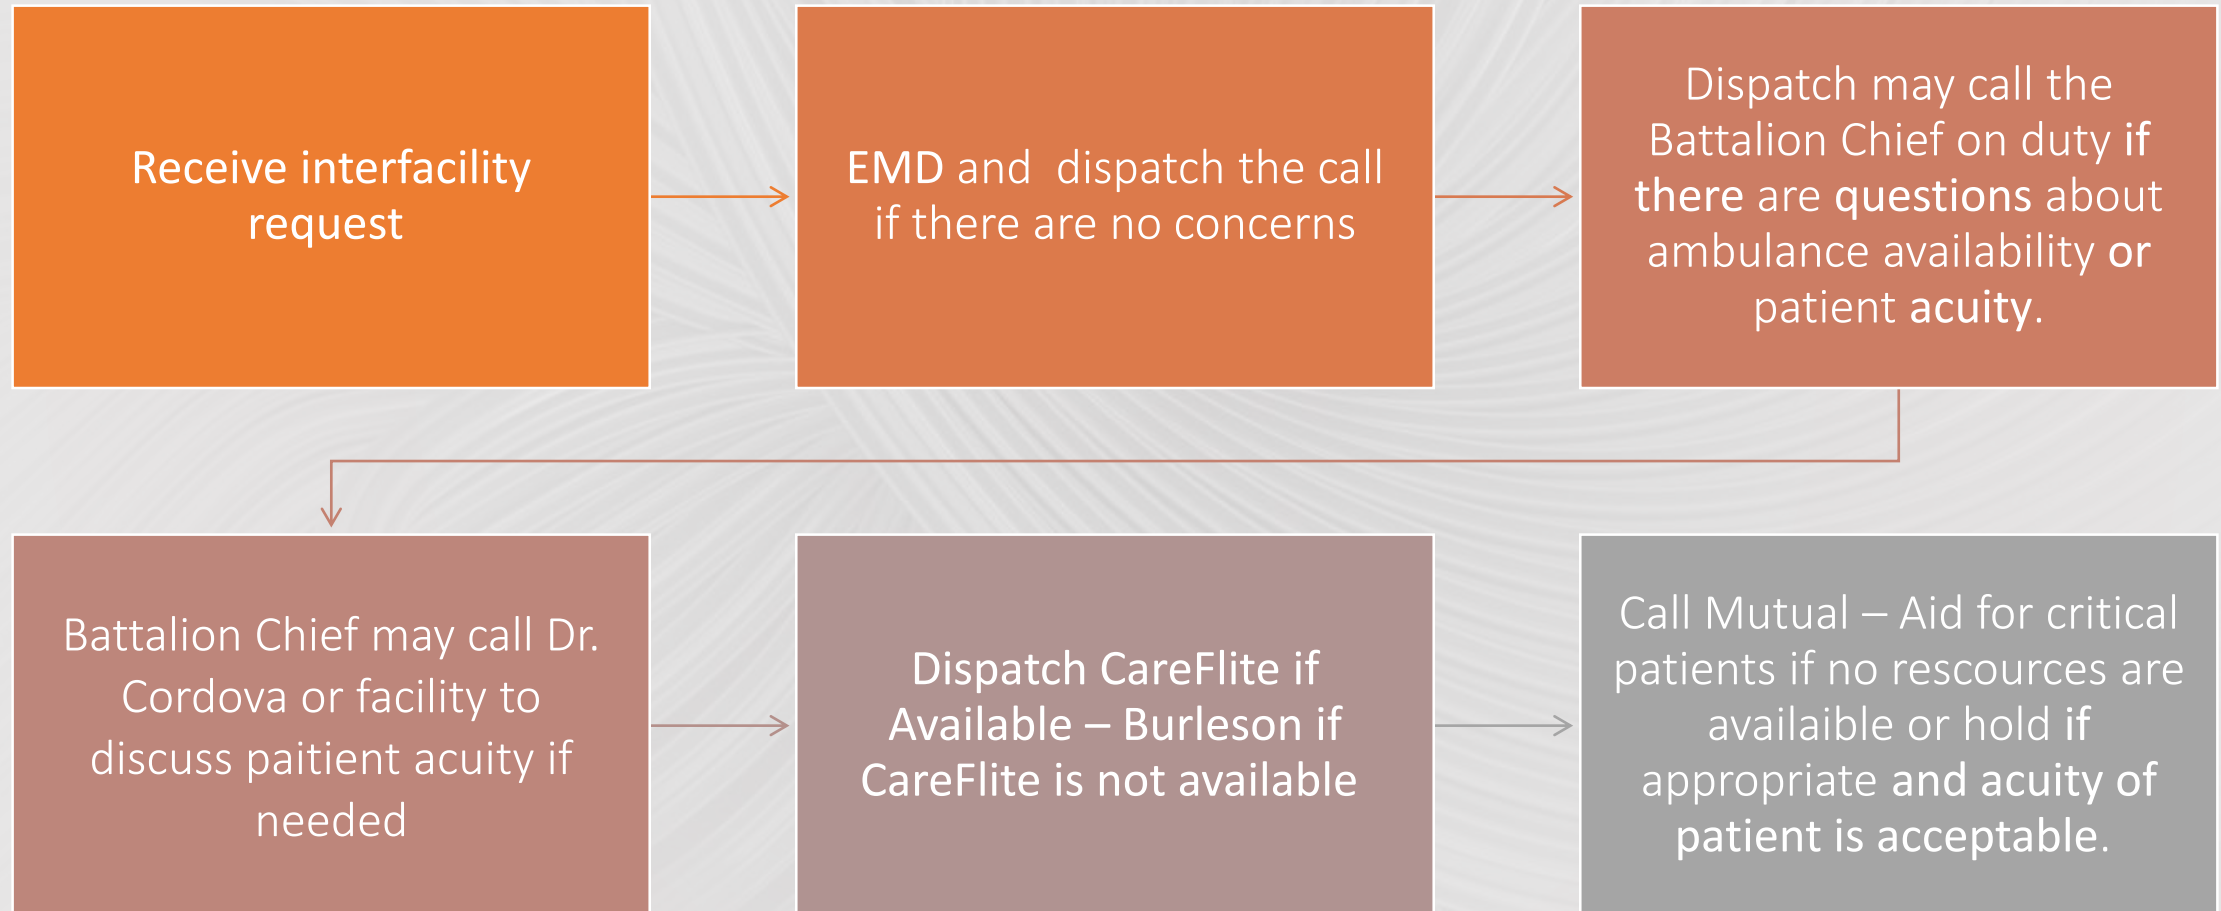 Receive interfacility
request
EMD and  dispatch the call
if there are no concerns
Dispatch may call the
Battalion Chief on duty if
there are questions about
ambulance availability or
patient acuity.
Battalion Chief may call Dr.
Cordova or facility to
discuss paitient acuity if
needed
Dispatch CareFlite if
Available – Burleson if
CareFlite is not available
Call Mutual – Aid for critical
patients if no rescources are
availaible or hold if
appropriate and acuity of
patient is acceptable.